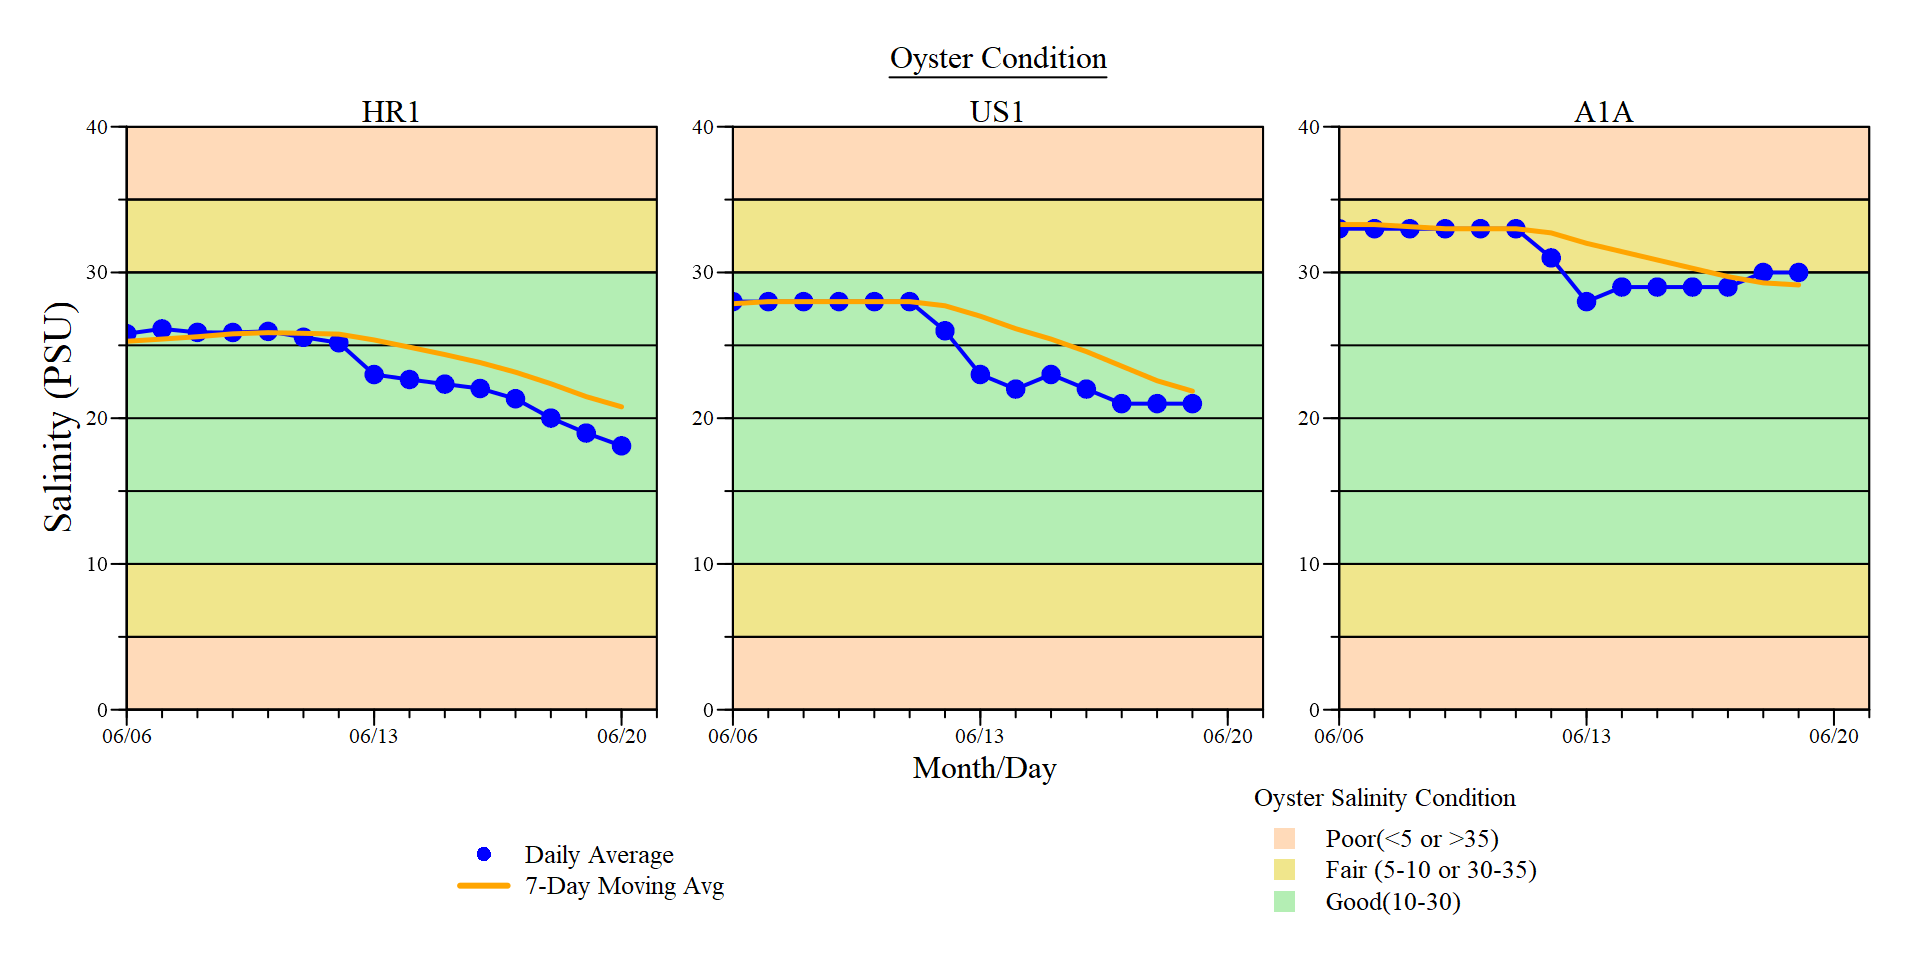 Oyster Condition
HR1
US1
A1A
Salinity (PSU)
40
30
20
10
0
06/06
06/13
06/20
40
30
20
10
0
06/06
06/13
06/20
40
30
20
10
0
06/06
06/13
06/20
Month/Day
Daily Average
7-Day Moving Avg
Oyster Salinity Condition
Poor(<5 or >35)
Fair (5-10 or 30-35)
Good(10-30)